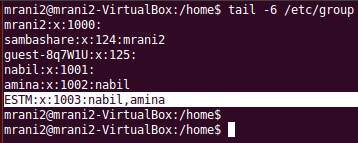 mrani2@mrani2-VirtualBox:/home$ tail -6 /etc/group
mrani2:x:1000:
sambashare:x:124:mrani2
guest-8q7W1U:x:125:
nabil:x:1001:
amina:x:1002:nabil
ESTM:x:1003:nabil,amina
mrani2@mrani2-VirtualBox:/home$
mrani2@mrani2-VirtualBox:/home$